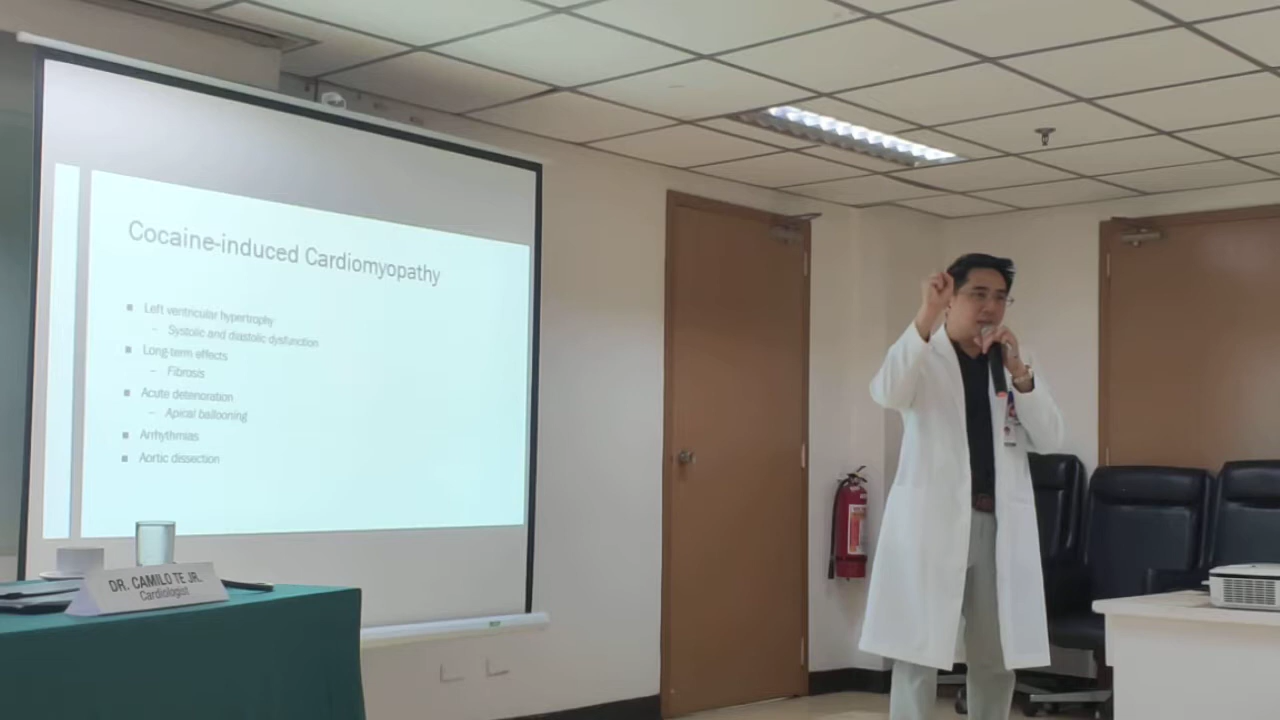 Cocaine-induced Cardiomyopathy
▪ Left ventricular hypertrophy
– Systolic and diastolic dysfunction
▪ Long-term effects
– Fibrosis
▪ Acute deterioration
– Apical ballooning
▪ Arrhythmias
▪ Aortic dissection
DR. CAMILO TE JR.
Cardiologist